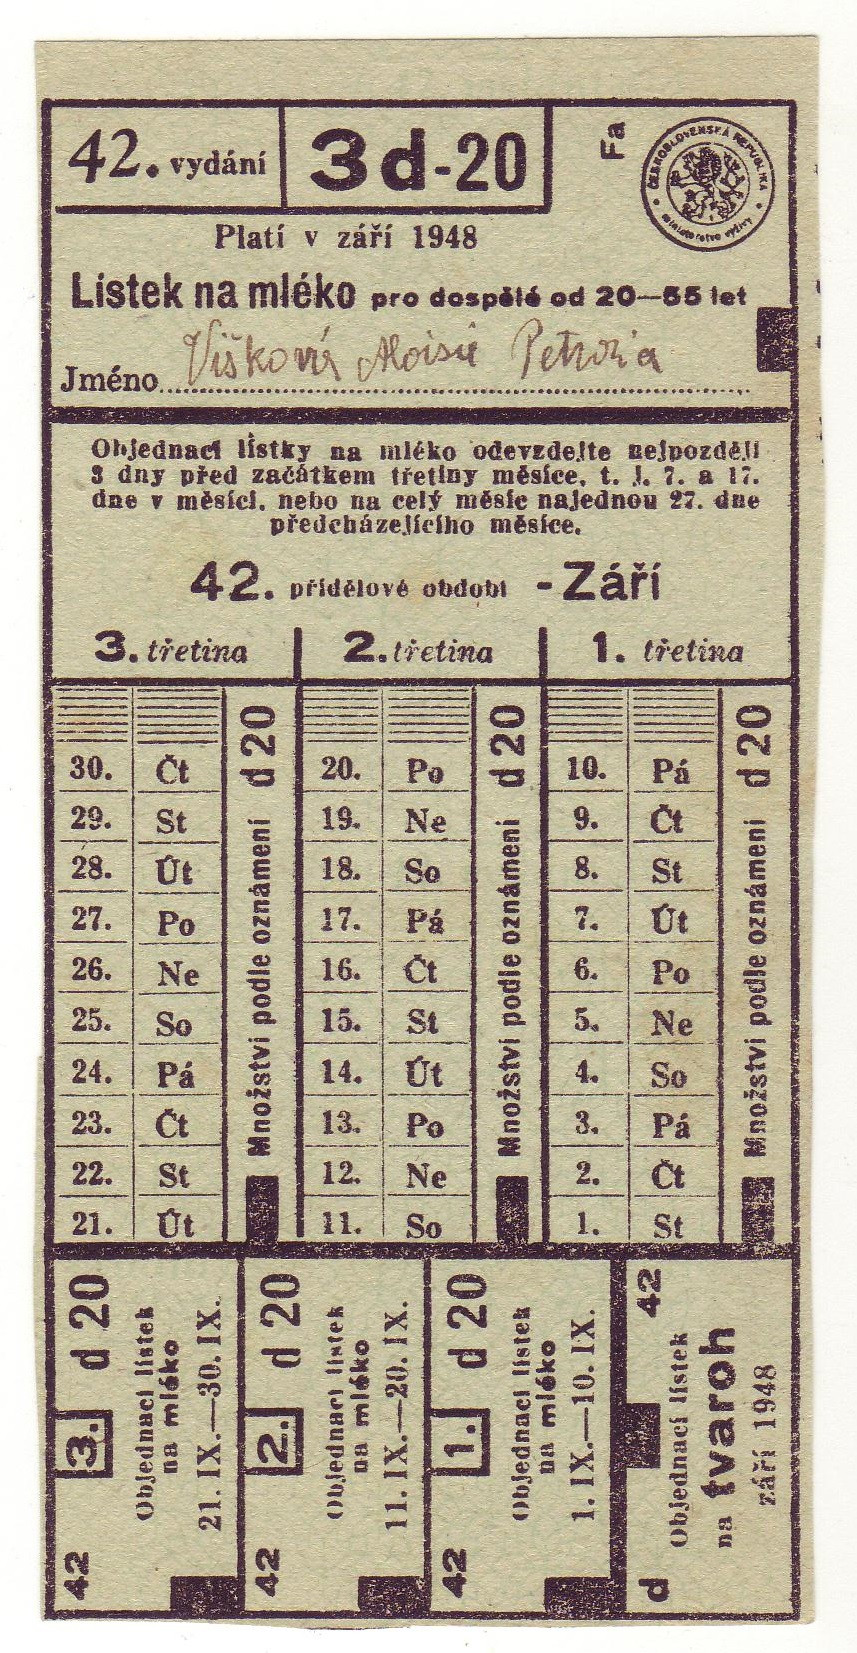 42. vydání
3d-20
Fa
ČESKOSLOVENSKÁ REPUBLIKA
ministerstvo výživy
Platí v září 1948
Lístek na mléko pro dospělé od 20—55 let
Jméno Višková Aloisie
Objednací lístky na mléko odevzdejte nejpozději
3 dny před začátkem třetiny měsíce, t. j. 7. a 17.
dne v měsíci, nebo na celý měsíc najednou 27. dne
předcházejícího měsíce.
42. přídělové období - Září
3. třetina 2. třetina 1. třetina
30. Čt 20. Po 10. Pá
29. St 19. Ne 9. Čt
28. Út 18. So 8. St
27. Po 17. Pá 7. Út
26. Ne 16. Čt 6. Po
25. So 15. St 5. Ne
24. Pá 14. Út 4. So
23. Čt 13. Po 3. Pá
22. St 12. Ne 2. Čt
21. Út 11. So 1. St
Množství podle oznámení d 20
Množství podle oznámení d 20
Množství podle oznámení d 20
42 3. d 20
Objednací lístek
na mléko
21. IX.—30. IX.
42 2. d 20
Objednací lístek
na mléko
11. IX.—20. IX.
42 1. d 20
Objednací lístek
na mléko
1. IX.—10. IX.
d 42
Objednací lístek
na tvaroh
září 1948